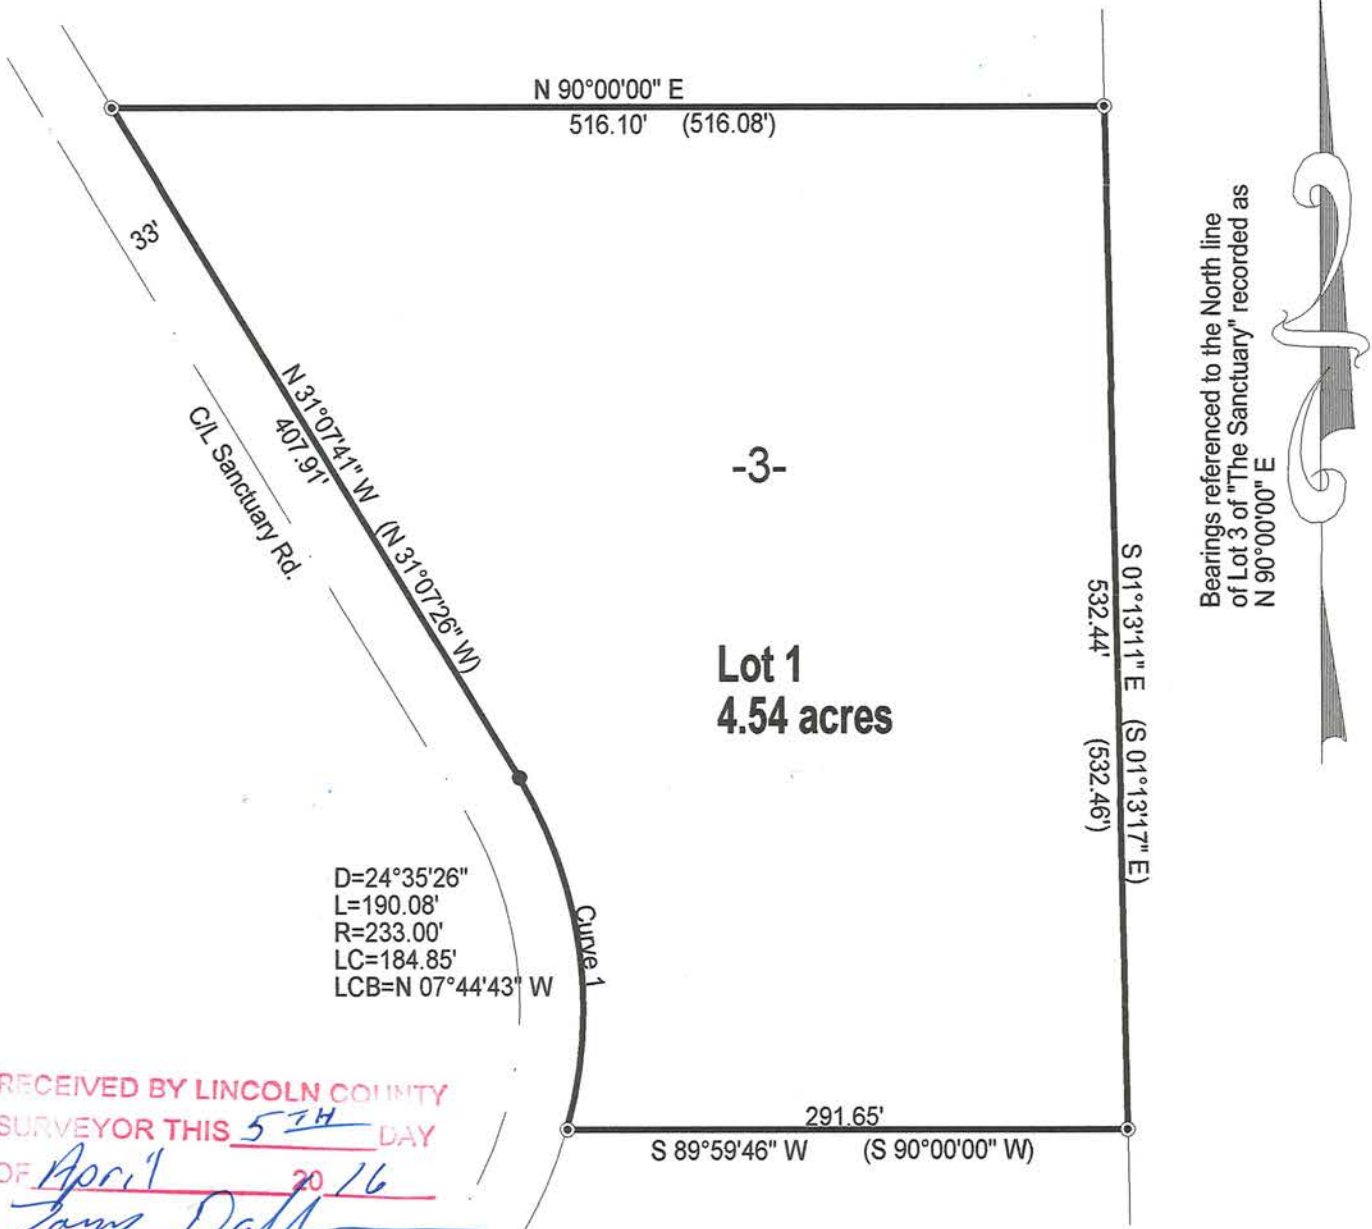 N 90°00'00" E
516.10' (516.08')
33'
N 31°07'41" W (N 31°07'26" W)
407.91'
C/L Sanctuary Rd.
-3-
Lot 1
4.54 acres
S 01°13'11" E (S 01°13'17" E)
532.44' (532.46')
Bearings referenced to the North line
of Lot 3 of "The Sanctuary" recorded as
N 90°00'00" E
D=24°35'26"
L=190.08'
R=233.00'
LC=184.85'
LCB=N 07°44'43" W
Curve 1
291.65'
S 89°59'46" W (S 90°00'00" W)
RECEIVED BY LINCOLN COUNTY
SURVEYOR THIS 5TH DAY
OF April 20 16